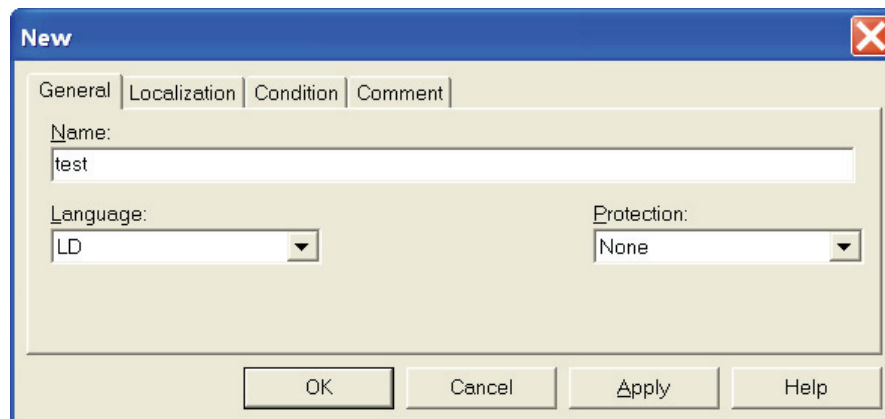 New
General Localization Condition Comment
Name:
test
Language: Protection:
LD None
OK Cancel Apply Help